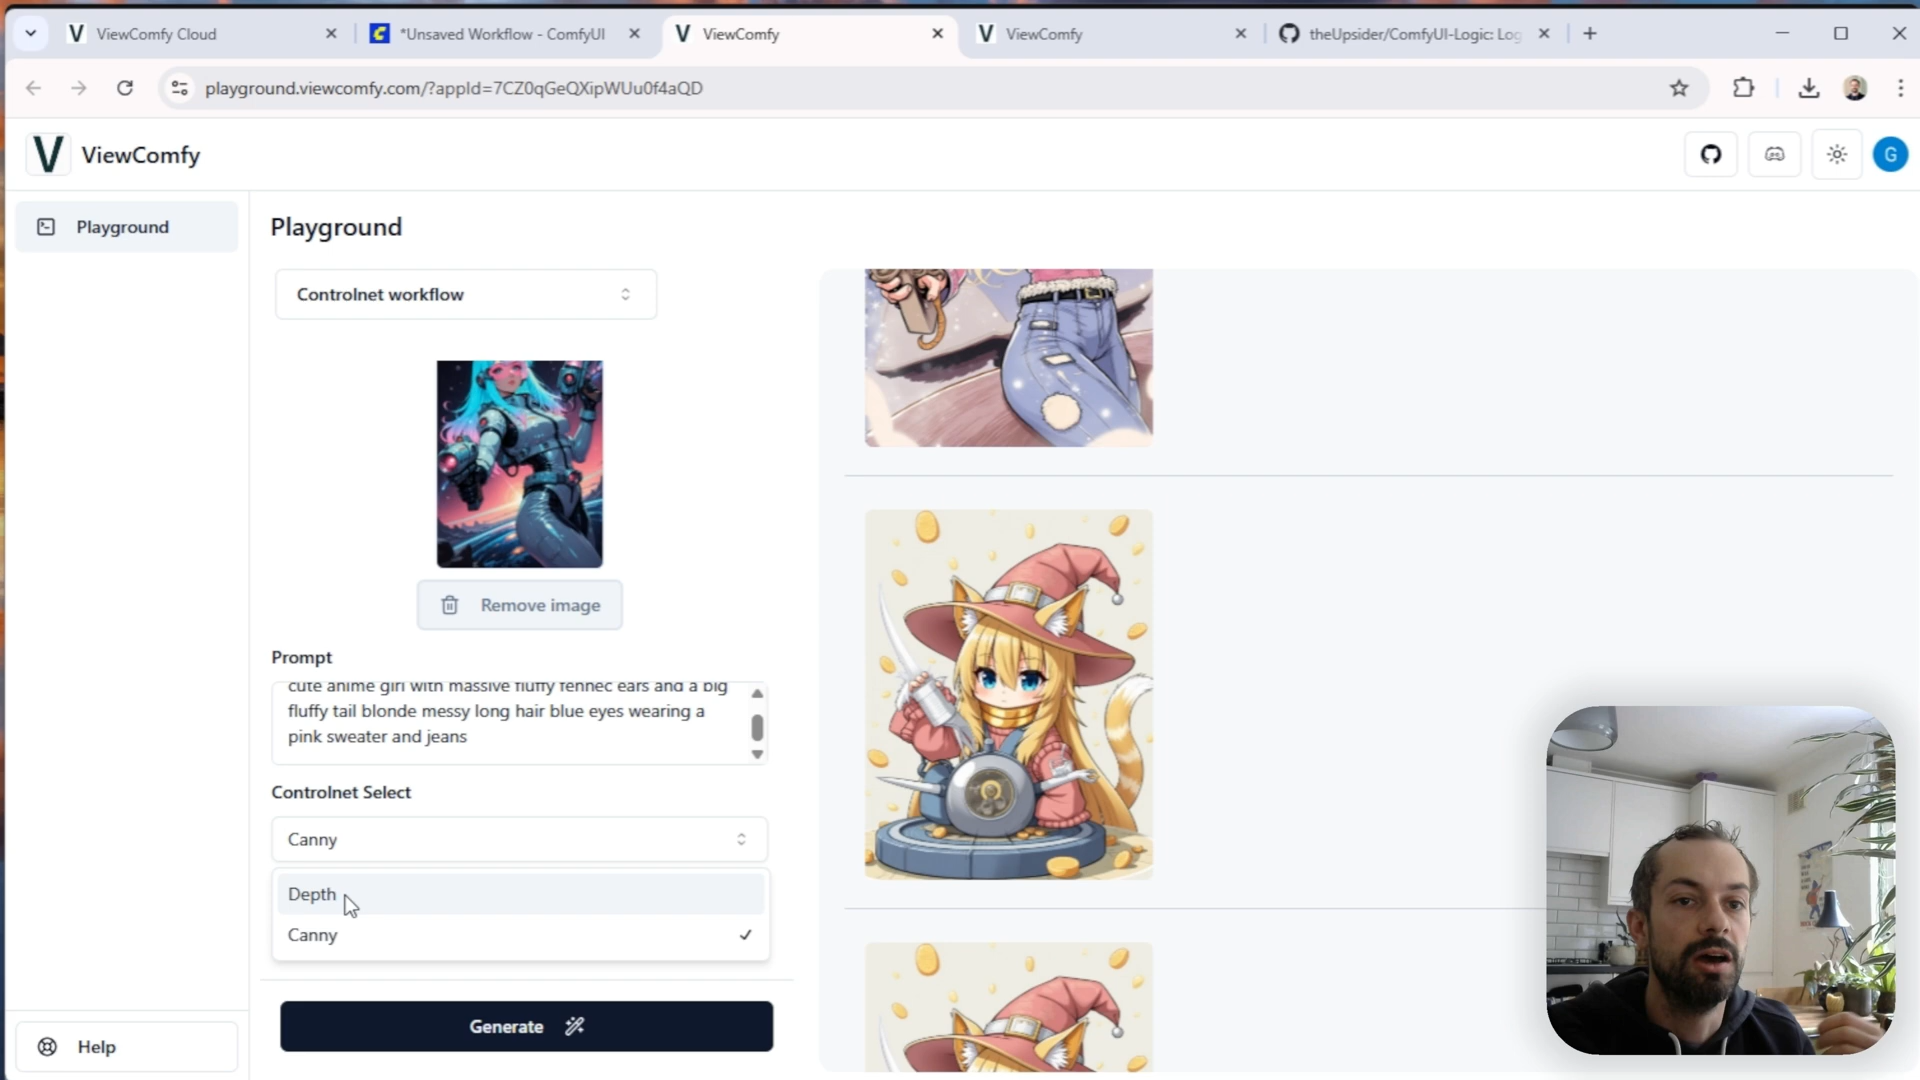 ViewComfy Cloud
*Unsaved Workflow - ComfyUI
ViewComfy
ViewComfy
theUpsider/ComfyUI-Logic: Log
playground.viewcomfy.com/?appId=7CZ0qGeQXipWUu0f4aQD
V ViewComfy
G
Playground
Playground
Controlnet workflow
Remove image
Prompt
cute anime girl with massive fluffy fennec ears and a big
fluffy tail blonde messy long hair blue eyes wearing a
pink sweater and jeans
Controlnet Select
Canny
Depth
Canny
Generate
Help